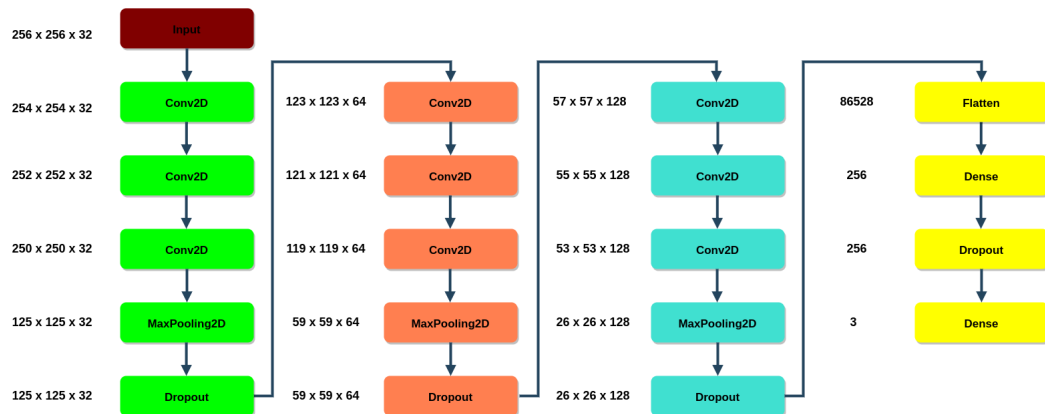 256 x 256 x 32
Input
254 x 254 x 32
Conv2D
252 x 252 x 32
Conv2D
250 x 250 x 32
Conv2D
125 x 125 x 32
MaxPooling2D
125 x 125 x 32
Dropout
123 x 123 x 64
Conv2D
121 x 121 x 64
Conv2D
119 x 119 x 64
Conv2D
59 x 59 x 64
MaxPooling2D
59 x 59 x 64
Dropout
57 x 57 x 128
Conv2D
55 x 55 x 128
Conv2D
53 x 53 x 128
Conv2D
26 x 26 x 128
MaxPooling2D
26 x 26 x 128
Dropout
86528
Flatten
256
Dense
256
Dropout
3
Dense